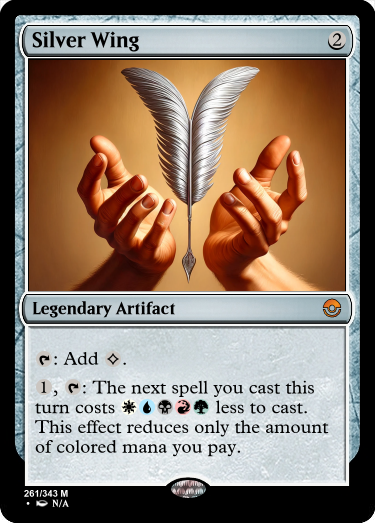 Silver Wing 2
Legendary Artifact
: Add .
1, : The next spell you cast this
turn costs less to cast.
This effect reduces only the amount
of colored mana you pay.
261/343 M
• N/A